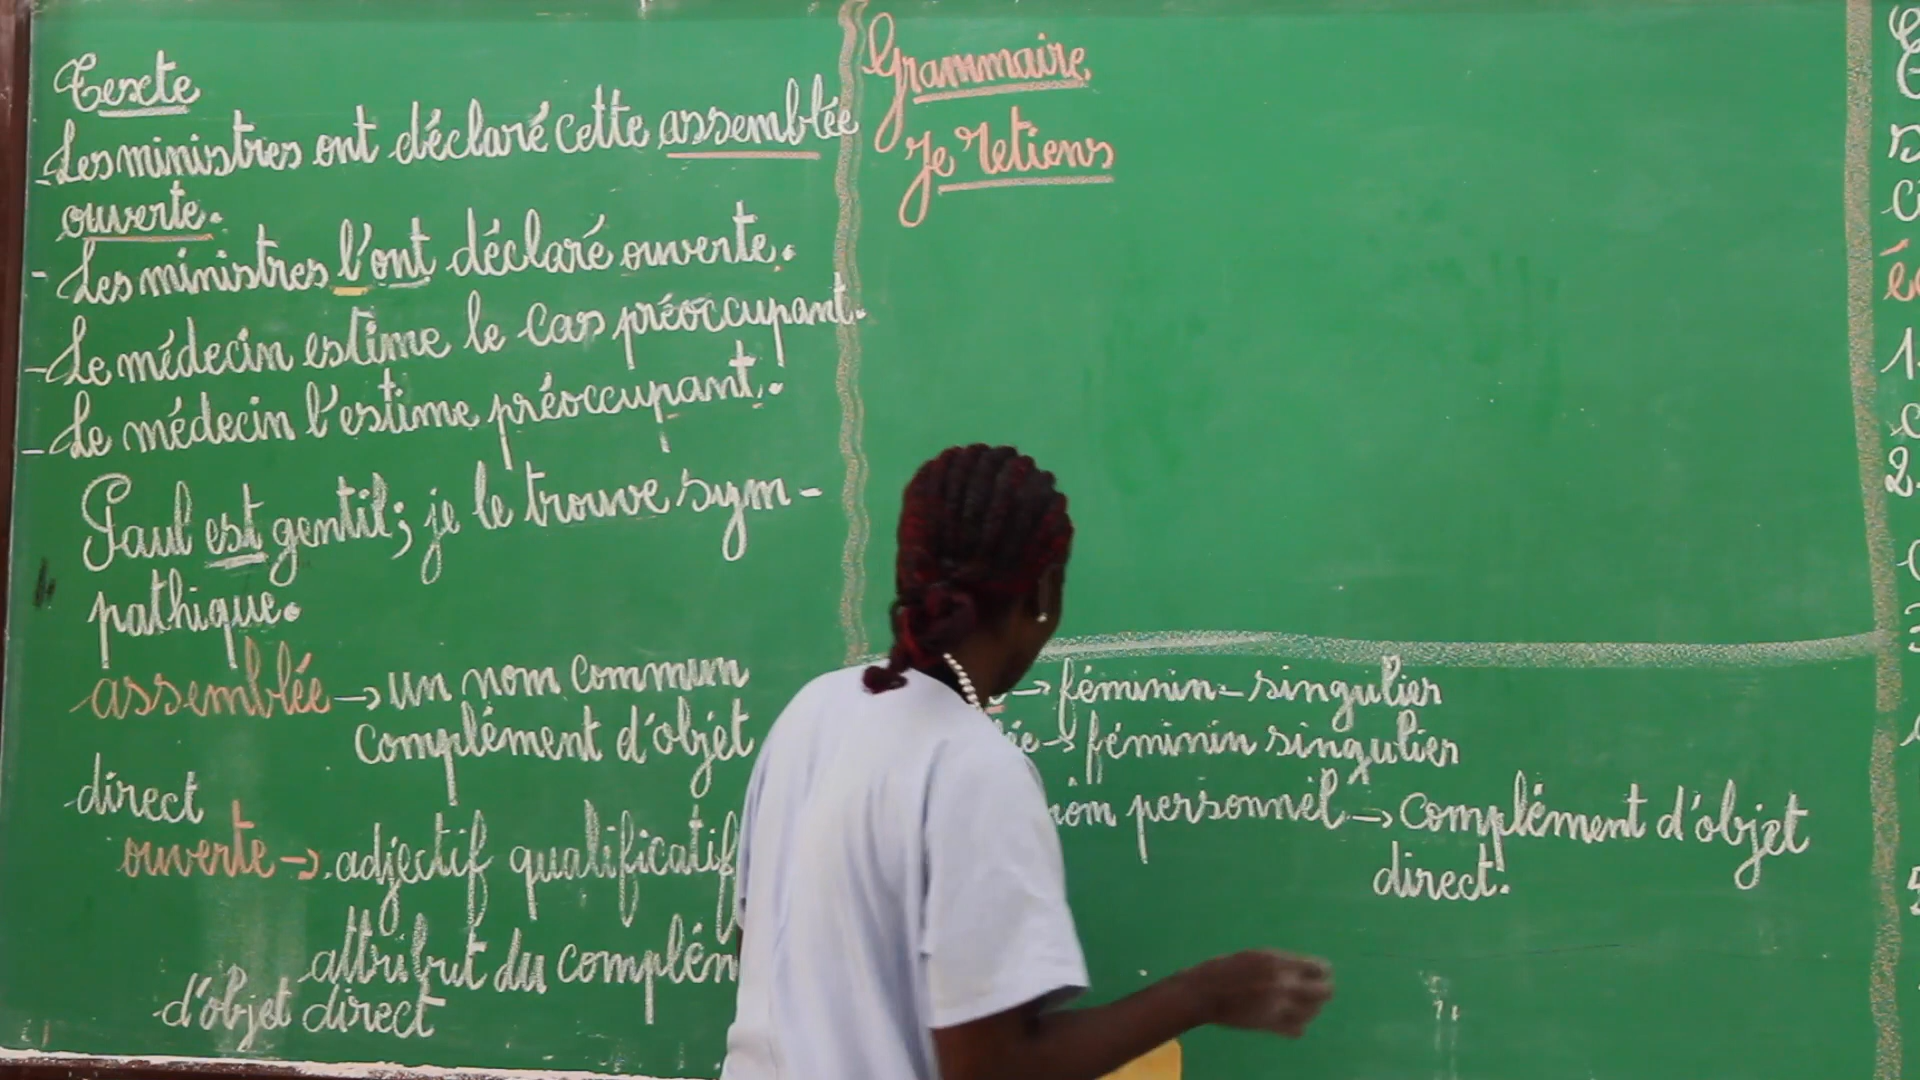 Texte
- Les ministres ont déclaré cette assemblée
ouverte.
- Les ministres l'ont déclaré ouverte.
- Le médecin estime le cas préoccupant.
- Le médecin l'estime préoccupant.
Paul est gentil; je le trouve sym-
pathique.
assemblée → un nom commun
complément d'objet
direct
ouverte → adjectif qualificatif
attribut du complém
d'objet direct
Grammaire
Je retiens
→ féminin - singulier
ée → féminin singulier
nom personnel → complément d'objet
direct.
1.
2.